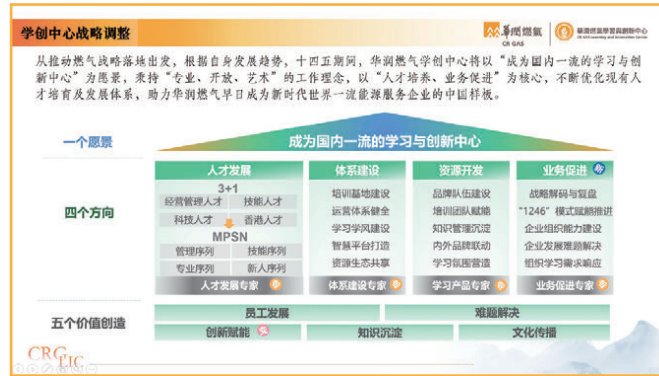 学创中心战略调整
華潤燃氣
CR GAS
華潤燃氣學習與創新中心
CR GAS Learning and Innovation Center
从推动燃气战略落地出发，根据自身发展趋势，十四五期间，华润燃气学创中心将以“成为国内一流的学习与创
新中心”为愿景，秉持“专业、开放、艺术”的工作理念，以“人才培养、业务促进”为核心，不断优化现有人
才培育及发展体系，助力华润燃气早日成为新时代世界一流能源服务企业的中国样板。
一个愿景
成为国内一流的学习与创新中心
四个方向
人才发展
3+1
经营管理人才 技能人才
科技人才 香港人才
MPSN
管理序列 技能序列
专业序列 新人序列
人才发展专家
体系建设
培训基地建设
运营体系健全
学习学风建设
智慧平台打造
资源生态共享
体系建设专家
资源开发
品牌队伍建设
培训团队赋能
知识管理沉淀
内外品牌联动
学习氛围营造
学习产品专家
业务促进
战略解码与复盘
“1246”模式赋能推进
企业组织能力建设
企业发展难题解决
组织学习需求响应
业务促进专家
五个价值创造
员工发展 难题解决
创新赋能 知识沉淀 文化传播
CRG
LIC